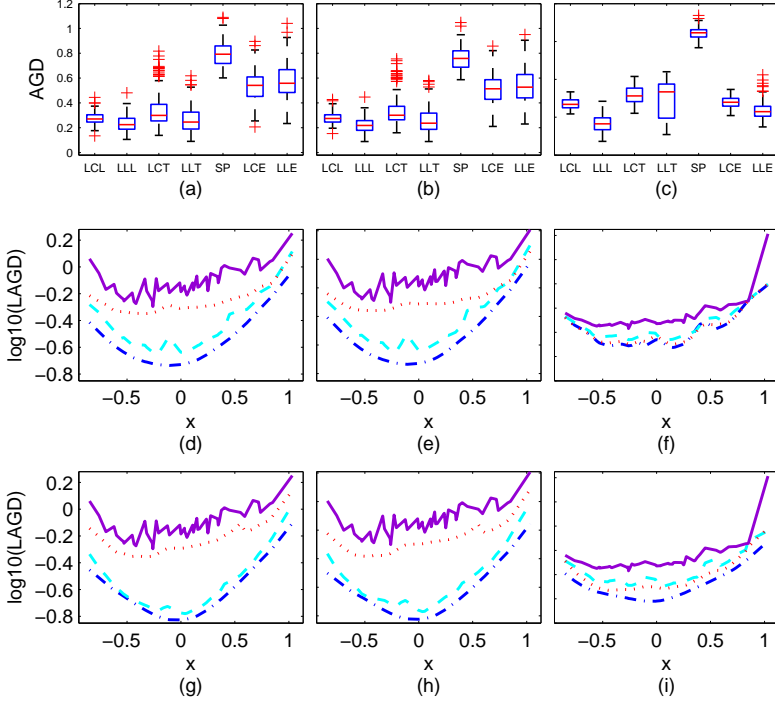 1.2
1
0.8
0.6
0.4
0.2
0
AGD
LCL LLL LCT LLT SP LCE LLE
LCL LLL LCT LLT SP LCE LLE
LCL LLL LCT LLT SP LCE LLE
(a) (b) (c)
0.2
0
−0.2
−0.4
−0.6
−0.8
log10(LAGD)
−0.5 0 0.5 1
−0.5 0 0.5 1
−0.5 0 0.5 1
x x x
(d) (e) (f)
0.2
0
−0.2
−0.4
−0.6
−0.8
log10(LAGD)
−0.5 0 0.5 1
−0.5 0 0.5 1
−0.5 0 0.5 1
x x x
(g) (h) (i)